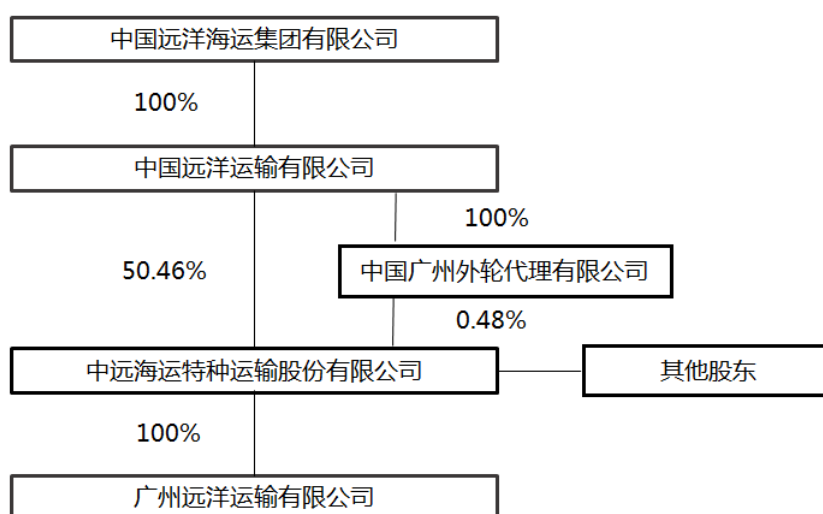 中国远洋海运集团有限公司
100%
中国远洋运输有限公司
100%
50.46%
中国广州外轮代理有限公司
0.48%
中远海运特种运输股份有限公司
其他股东
100%
广州远洋运输有限公司